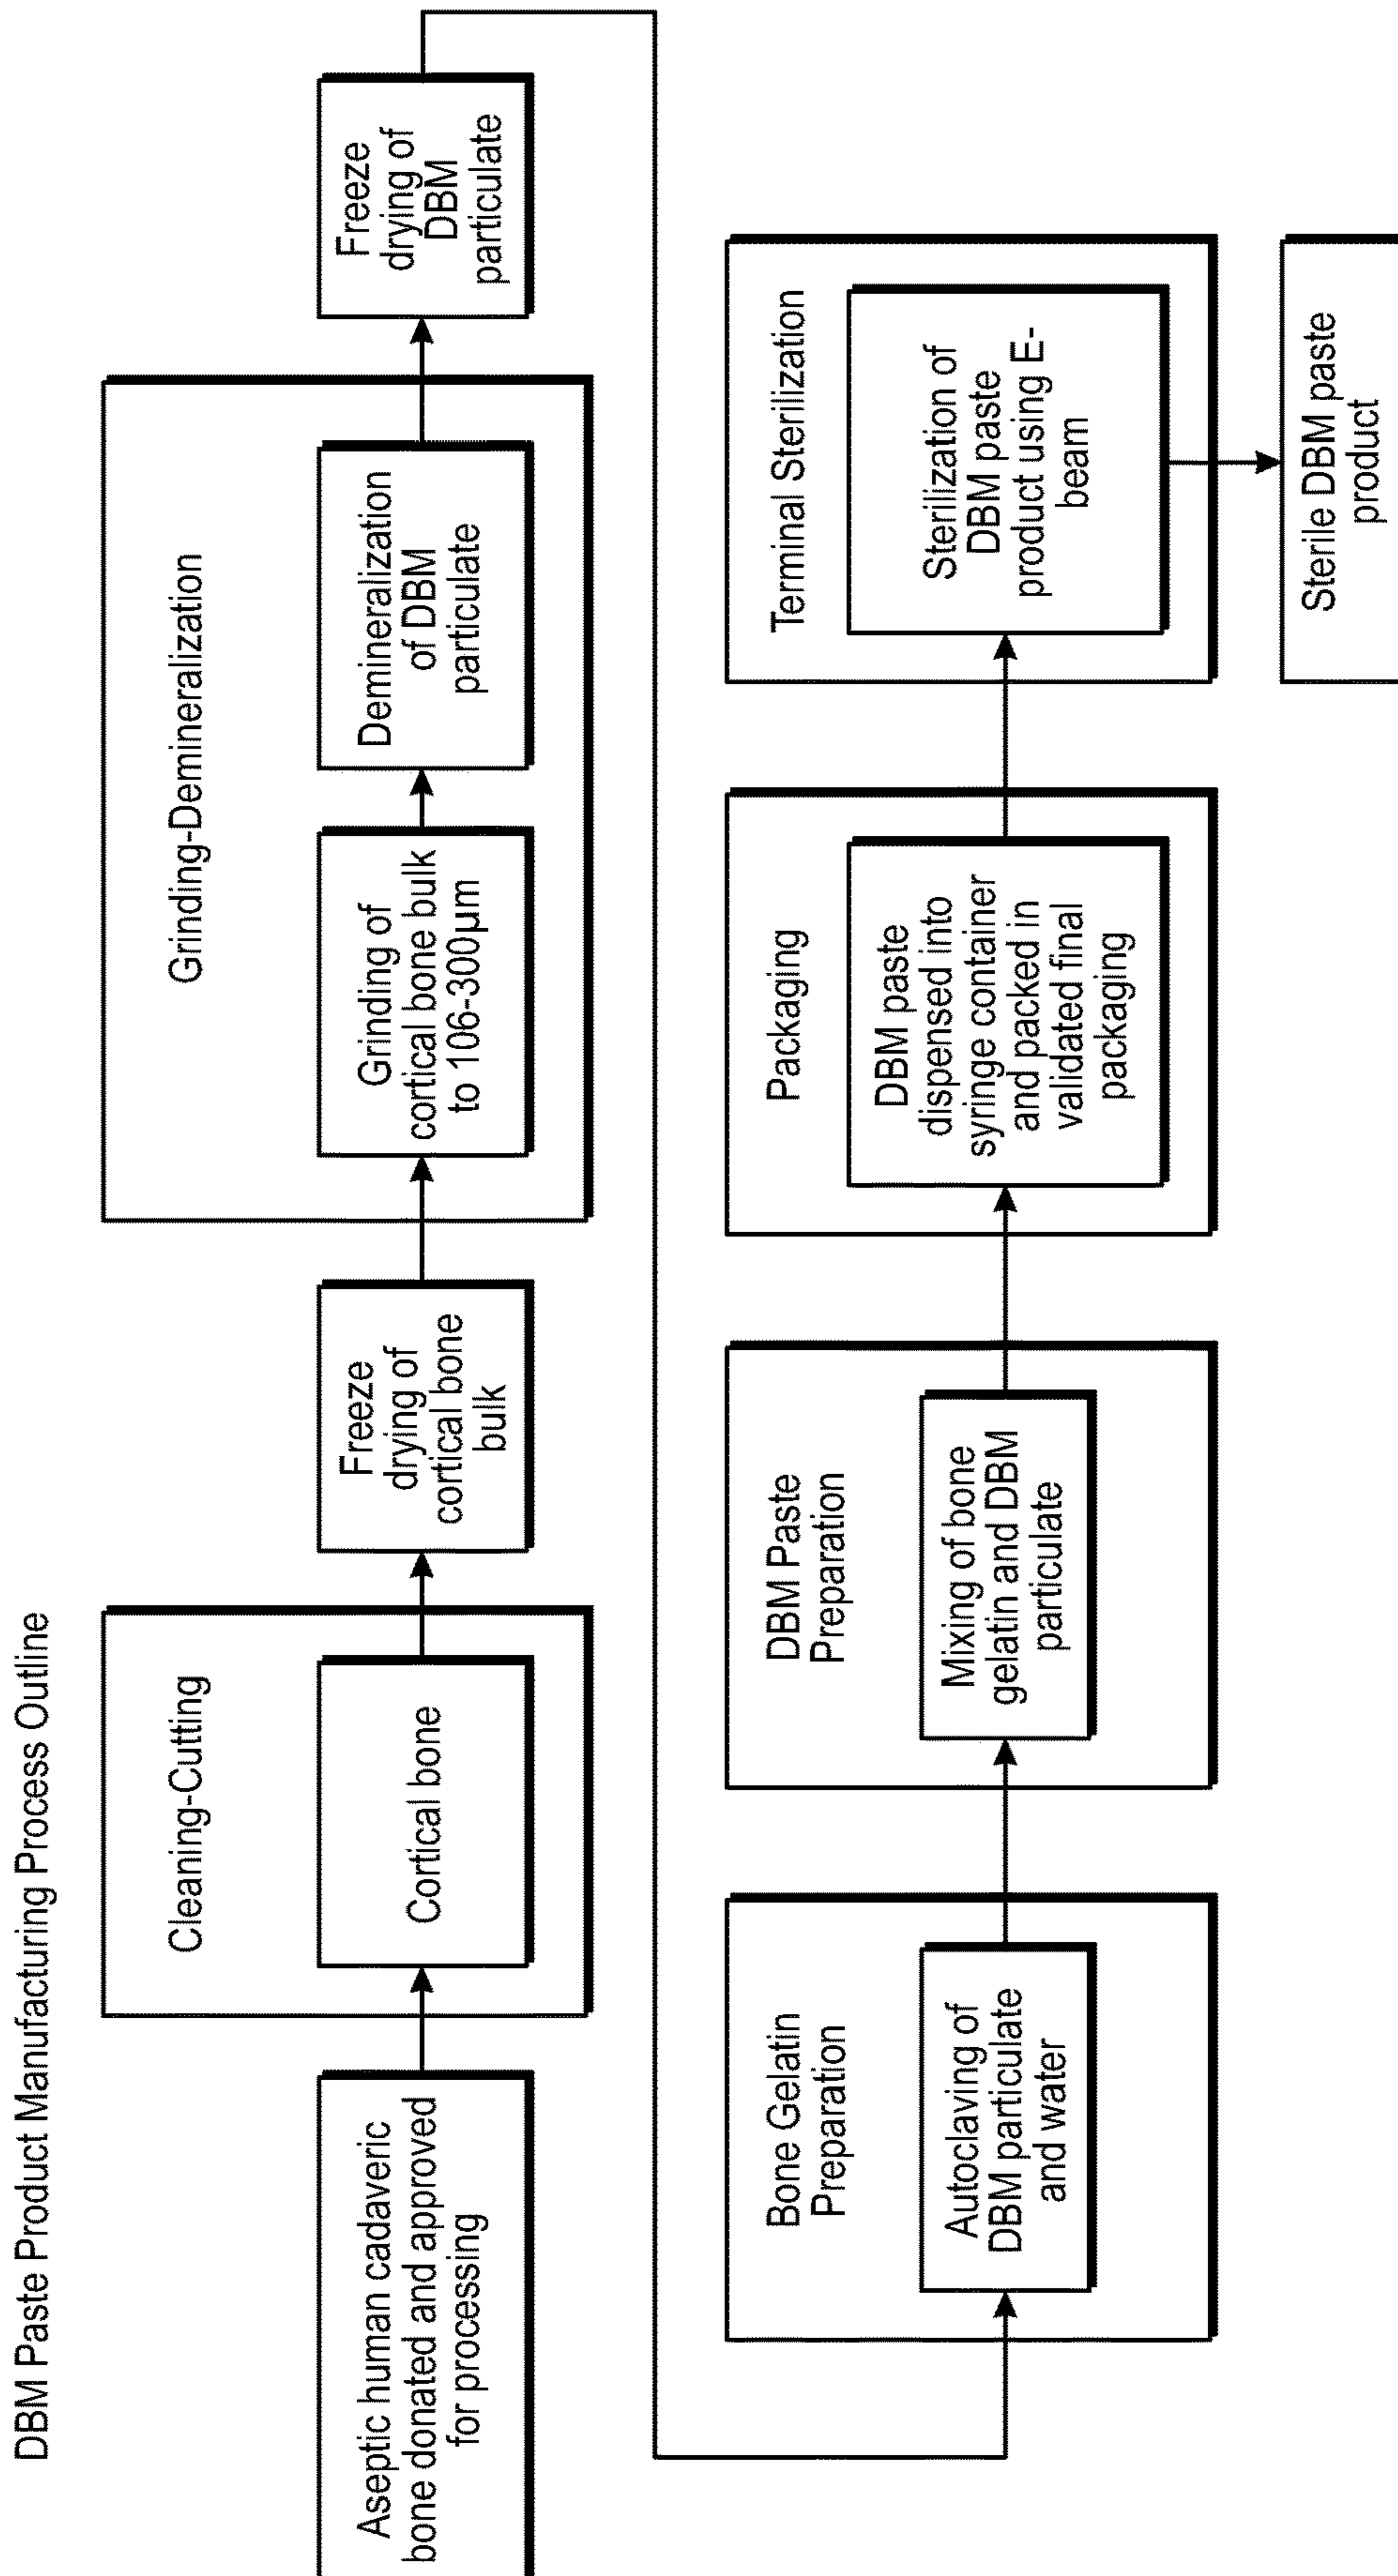 DBM Paste Product Manufacturing Process Outline
Aseptic human cadaveric
bone donated and approved
for processing
Cleaning-Cutting
Cortical bone
Freeze
drying of
cortical bone
bulk
Grinding-Demineralization
Grinding of
cortical bone bulk
to 106-300µm
Demineralization
of DBM
particulate
Freeze
drying of
DBM
particulate
Bone Gelatin
Preparation
Autoclaving of
DBM particulate
and water
DBM Paste
Preparation
Mixing of bone
gelatin and DBM
particulate
Packaging
DBM paste
dispensed into
syringe container
and packed in
validated final
packaging
Terminal Sterilization
Sterilization of
DBM paste
product using E-
beam
Sterile DBM paste
product